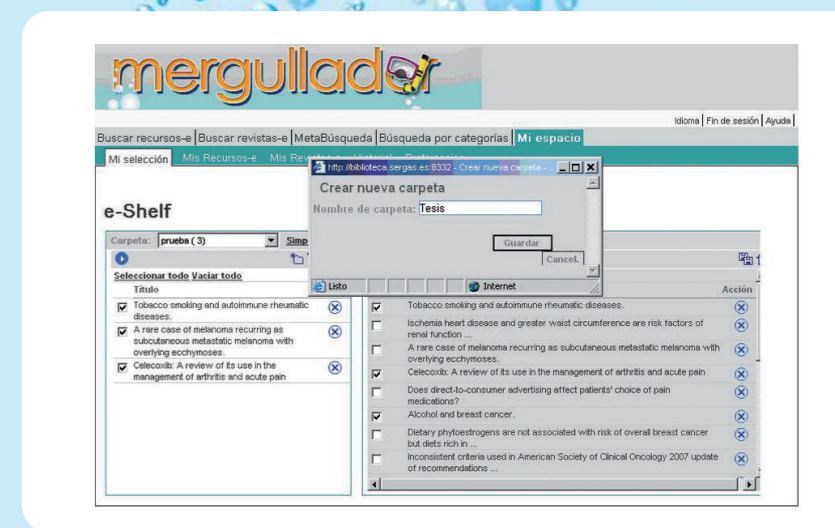 mergullador
Idioma | Fin de sesión | Ayuda |
Buscar recursos-e | Buscar revistas-e | MetaBúsqueda | Búsqueda por categorías | Mi espacio
Mi selección Mis Recursos-e Mis
http://biblioteca.sergas.es:8332 - Crear nueva carpeta - ...
Crear nueva carpeta
Nombre de carpeta: Tesis
Guardar
Cancel.
Listo Internet
e-Shelf
Carpeta: prueba ( 3) Simp
Seleccionar todo Vaciar todo
Título
Tobacco smoking and autoimmune rheumatic
diseases.
A rare case of melanoma recurring as
subcutaneous metastatic melanoma with
overlying ecchymoses.
Celecoxib: A review of its use in the
management of arthritis and acute pain
Acción
Tobacco smoking and autoimmune rheumatic diseases.
Ischemia heart disease and greater waist circumference are risk factors of
renal function ...
A rare case of melanoma recurring as subcutaneous metastatic melanoma with
overlying ecchymoses.
Celecoxib: A review of its use in the management of arthritis and acute pain
Does direct-to-consumer advertising affect patients' choice of pain
medications?
Alcohol and breast cancer.
Dietary phytoestrogens are not associated with risk of overall breast cancer
but diets rich in ...
Inconsistent criteria used in American Society of Clinical Oncology 2007 update
of recommendations ...